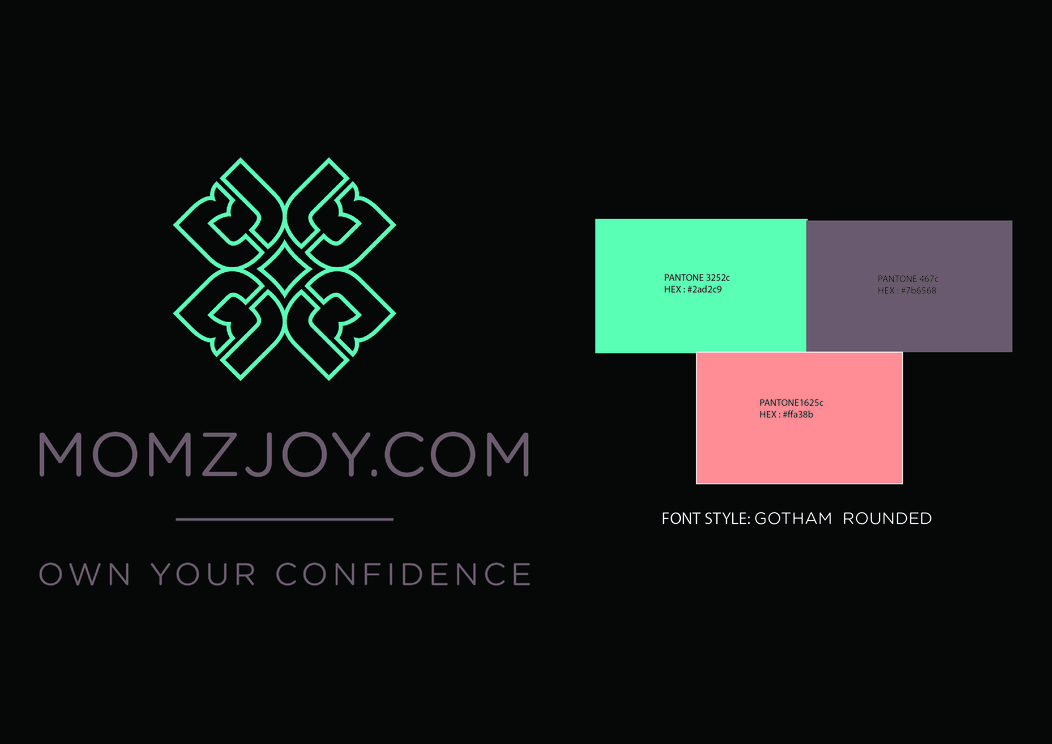 MOMZJOY.COM
OWN YOUR CONFIDENCE
PANTONE 3252c
HEX : #2ad2c9
PANTONE 467c
HEX : #7b6568
PANTONE1625c
HEX : #ffa38b
FONT STYLE: GOTHAM ROUNDED